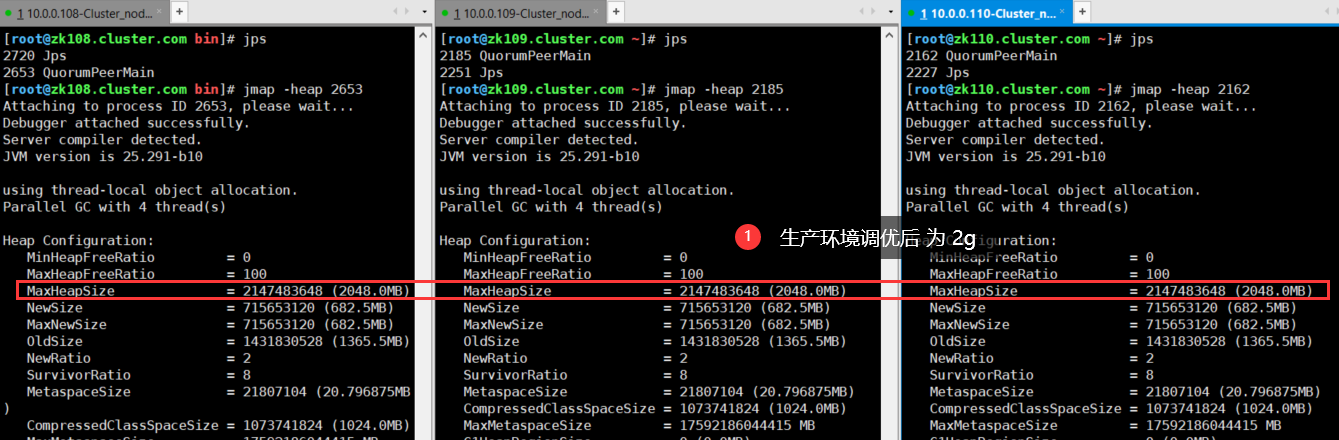 1 10.0.0.108-Cluster_nod...
[root@zk108.cluster.com bin]# jps
2720 Jps
2653 QuorumPeerMain
[root@zk108.cluster.com bin]# jmap -heap 2653
Attaching to process ID 2653, please wait...
Debugger attached successfully.
Server compiler detected.
JVM version is 25.291-b10
using thread-local object allocation.
Parallel GC with 4 thread(s)
Heap Configuration:
MinHeapFreeRatio = 0
MaxHeapFreeRatio = 100
MaxHeapSize = 2147483648 (2048.0MB)
NewSize = 715653120 (682.5MB)
MaxNewSize = 715653120 (682.5MB)
OldSize = 1431830528 (1365.5MB)
NewRatio = 2
SurvivorRatio = 8
MetaspaceSize = 21807104 (20.796875MB
)
CompressedClassSpaceSize = 1073741824 (1024.0MB)
MaxMetaspaceSize = 17592186044415 MB
1 10.0.0.109-Cluster_nod...
[root@zk109.cluster.com ~]# jps
2185 QuorumPeerMain
2251 Jps
[root@zk109.cluster.com ~]# jmap -heap 2185
Attaching to process ID 2185, please wait...
Debugger attached successfully.
Server compiler detected.
JVM version is 25.291-b10
using thread-local object allocation.
Parallel GC with 4 thread(s)
Heap Configuration:
MinHeapFreeRatio = 0
MaxHeapFreeRatio = 100
MaxHeapSize = 2147483648 (2048.0MB)
NewSize = 715653120 (682.5MB)
MaxNewSize = 715653120 (682.5MB)
OldSize = 1431830528 (1365.5MB)
NewRatio = 2
SurvivorRatio = 8
MetaspaceSize = 21807104 (20.796875MB)
CompressedClassSpaceSize = 1073741824 (1024.0MB)
MaxMetaspaceSize = 17592186044415 MB
G1HeapRegionSize = 0 (0.0MB)
1 生产环境调优后 为 2g
1 10.0.0.110-Cluster_n...
[root@zk110.cluster.com ~]# jps
2162 QuorumPeerMain
2227 Jps
[root@zk110.cluster.com ~]# jmap -heap 2162
Attaching to process ID 2162, please wait...
Debugger attached successfully.
Server compiler detected.
JVM version is 25.291-b10
using thread-local object allocation.
Parallel GC with 4 thread(s)
Heap Configuration:
MinHeapFreeRatio = 0
MaxHeapFreeRatio = 100
MaxHeapSize = 2147483648 (2048.0MB)
NewSize = 715653120 (682.5MB)
MaxNewSize = 715653120 (682.5MB)
OldSize = 1431830528 (1365.5MB)
NewRatio = 2
SurvivorRatio = 8
MetaspaceSize = 21807104 (20.796875MB)
CompressedClassSpaceSize = 1073741824 (1024.0MB)
MaxMetaspaceSize = 17592186044415 MB
G1HeapRegionSize = 0 (0.0MB)